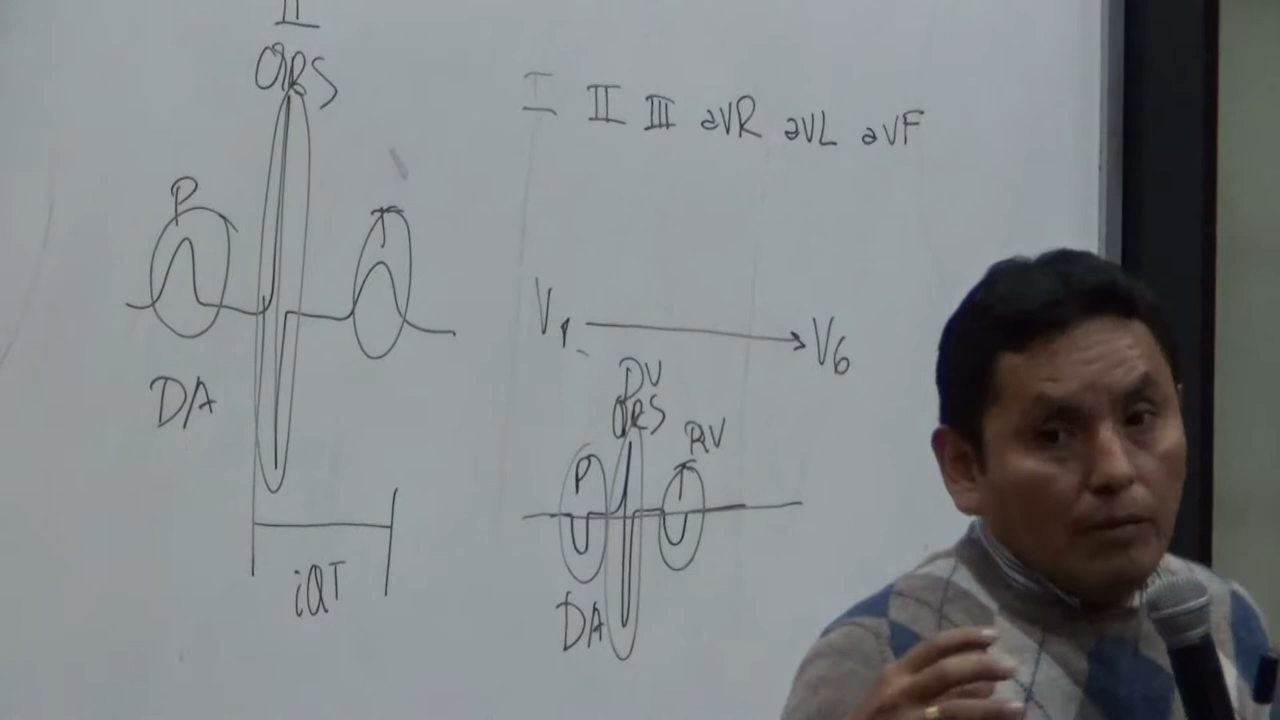 II
QRS
P
T
DA
iQT
I II III aVR aVL aVF
V1 → V6
DV
QRS
RV
P
T
DA